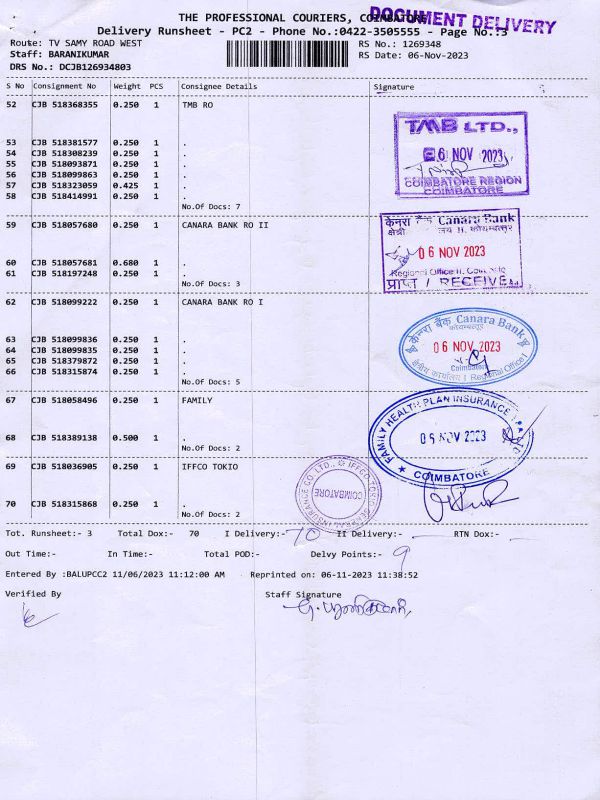 DOCUMENT DELIVERY
THE PROFESSIONAL COURIERS, COIMBATORE
Delivery Runsheet - PC2 - Phone No.:0422-3505555 - Page No.:3
Route: TV SAMY ROAD WEST
RS No.: 1269348
Staff: BARANIKUMAR
RS Date: 06-Nov-2023
DRS No.: DCJB126934803
S No Consignment No Weight PCS Consignee Details Signature
52 CJB 518368355 0.250 1 TMB RO
TMB LTD.,
53 CJB 518381577 0.250 1 .
54 CJB 518308239 0.250 1 .
6 NOV 2023
55 CJB 518093871 0.250 1 .
56 CJB 518099863 0.250 1 .
57 CJB 518323059 0.425 1 .
COIMBATORE REGION
58 CJB 518414991 0.250 1 .
COIMBATORE
No.Of Docs: 7
59 CJB 518057680 0.250 1 CANARA BANK RO II
केनरा बैंक Canara Bank
06 NOV 2023
60 CJB 518057681 0.680 1 .
61 CJB 518197248 0.250 1 .
Regional Office II,
No.Of Docs: 3
प्राप्त / RECEIVE
62 CJB 518099222 0.250 1 CANARA BANK RO I
केनरा बैंक Canara Bank
कोयम्बत्तूर
63 CJB 518099836 0.250 1 .
06 NOV 2023
64 CJB 518099835 0.250 1 .
65 CJB 518379872 0.250 1 .
Coimbatore
66 CJB 518315874 0.250 1 .
क्षेत्रीय कार्यालय I Regional Office I
No.Of Docs: 5
67 CJB 518058496 0.250 1 FAMILY
FAMILY HEALTH PLAN INSURANCE
68 CJB 518389138 0.500 1 .
06 NOV 2023
No.Of Docs: 2
COIMBATORE
69 CJB 518036905 0.250 1 IFFCO TOKIO
IFFCO-TOKIO GENERAL INSURANCE CO. LTD.,
COIMBATORE
70 CJB 518315868 0.250 1 .
No.Of Docs: 2
Tot. Runsheet:- 3 Total Dox:- 70 I Delivery:- 70 II Delivery:- RTN Dox:-
Out Time:- In Time:- Total POD:- Delvy Points:- 9
Entered By :BALUPCC2 11/06/2023 11:12:00 AM Reprinted on: 06-11-2023 11:38:52
Verified By Staff Signature